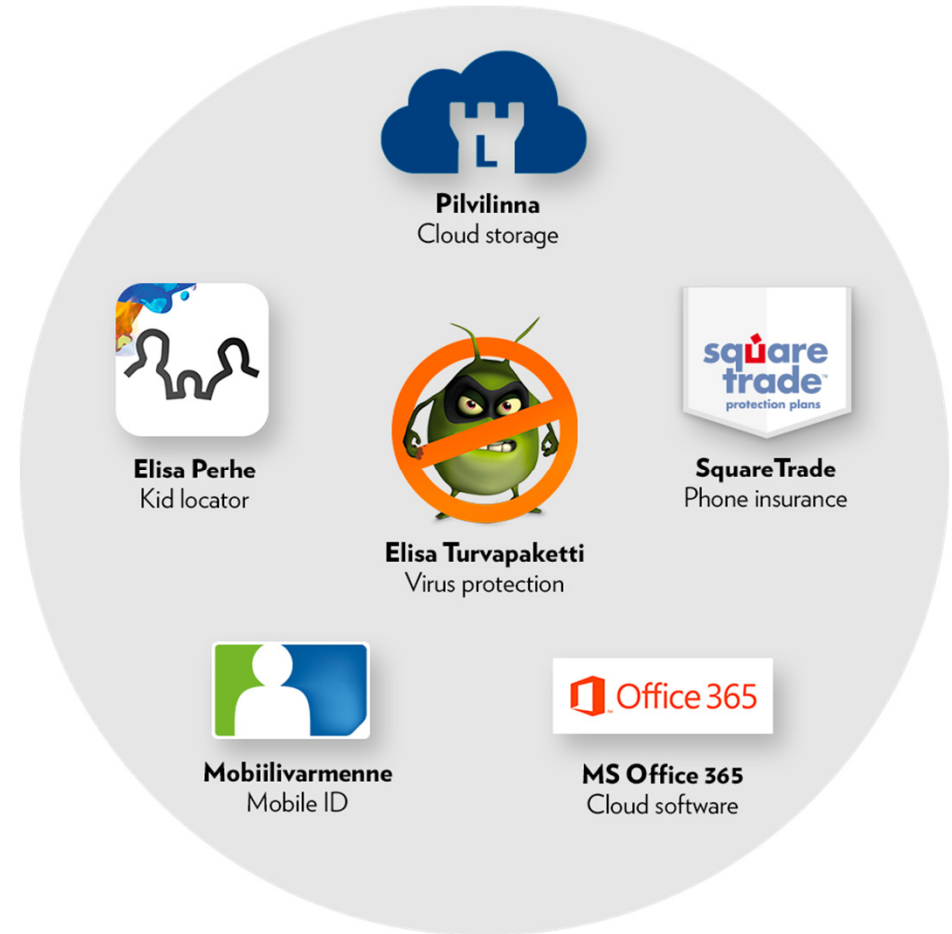 L
Pilvilinna
Cloud storage
Elisa Perhe
Kid locator
square
trade™
protection plans
SquareTrade
Phone insurance
Elisa Turvapaketti
Virus protection
Mobiilivarmenne
Mobile ID
Office 365
MS Office 365
Cloud software